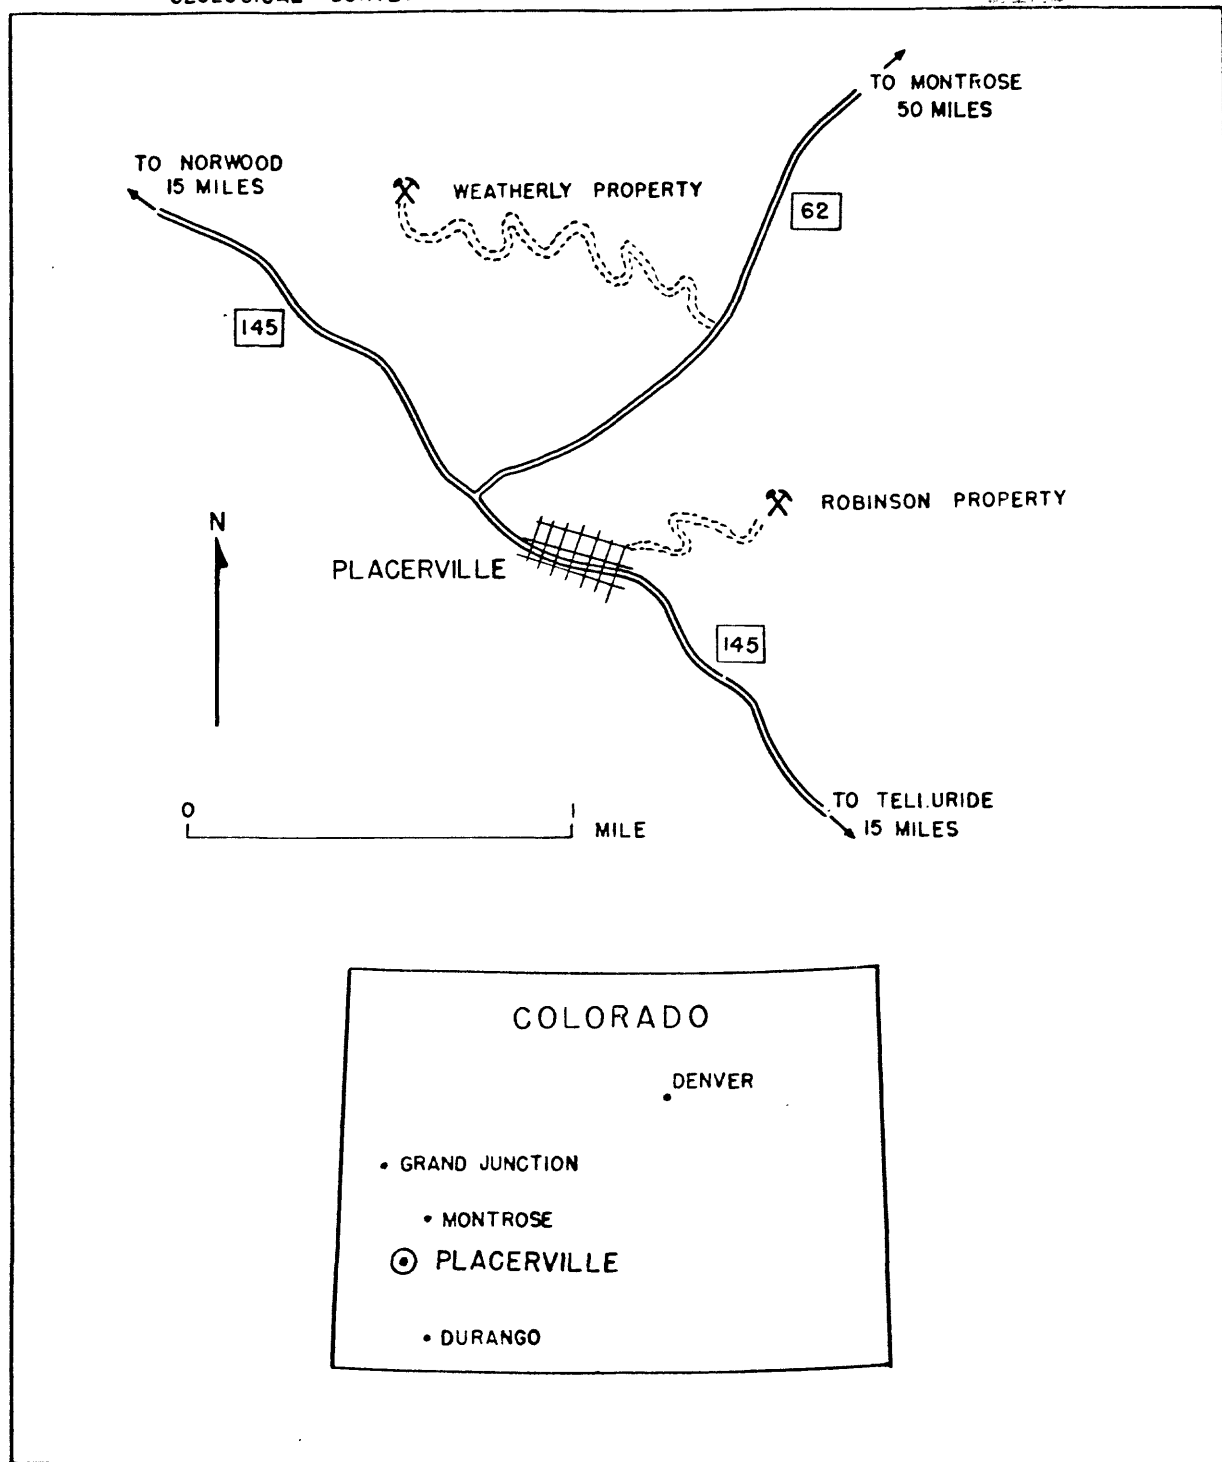 TO MONTROSE
50 MILES
TO NORWOOD
15 MILES
WEATHERLY PROPERTY
62
145
ROBINSON PROPERTY
N
PLACERVILLE
145
TO TELLURIDE
15 MILES
0 1
MILE
COLORADO
DENVER
GRAND JUNCTION
MONTROSE
PLACERVILLE
DURANGO